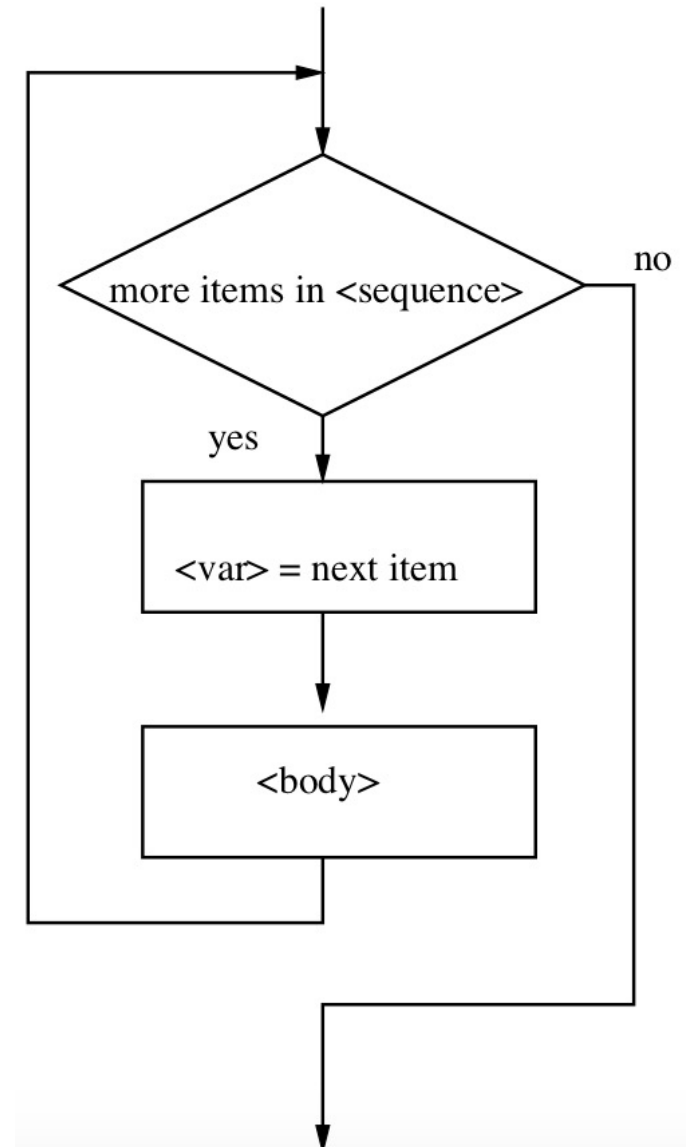 more items in <sequence>
no
yes
<var> = next item
<body>